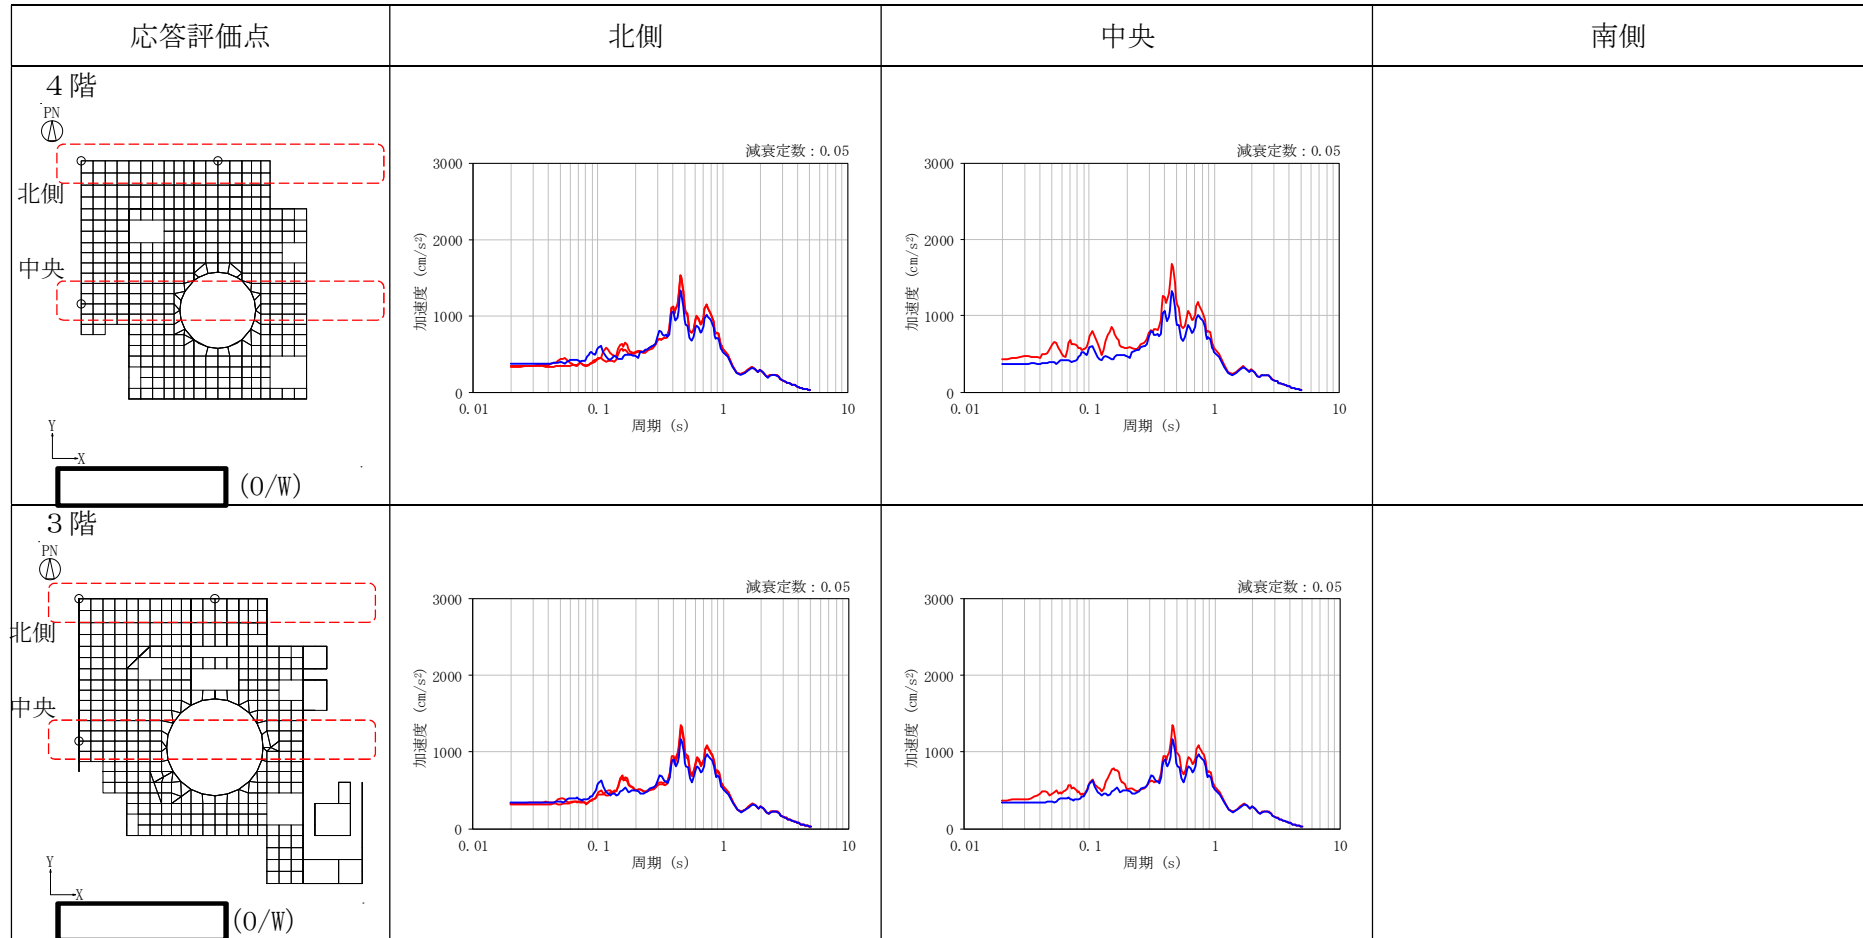 応答評価点
北側
中央
南側
４階
PN
北側
中央
Y
X
(O/W)
減衰定数：0.05
3000
2000
1000
0
加速度 (cm/s²)
0.01
0.1
1
10
周期 (s)
減衰定数：0.05
3000
2000
1000
0
加速度 (cm/s²)
0.01
0.1
1
10
周期 (s)
３階
PN
北側
中央
Y
X
(O/W)
減衰定数：0.05
3000
2000
1000
0
加速度 (cm/s²)
0.01
0.1
1
10
周期 (s)
減衰定数：0.05
3000
2000
1000
0
加速度 (cm/s²)
0.01
0.1
1
10
周期 (s)